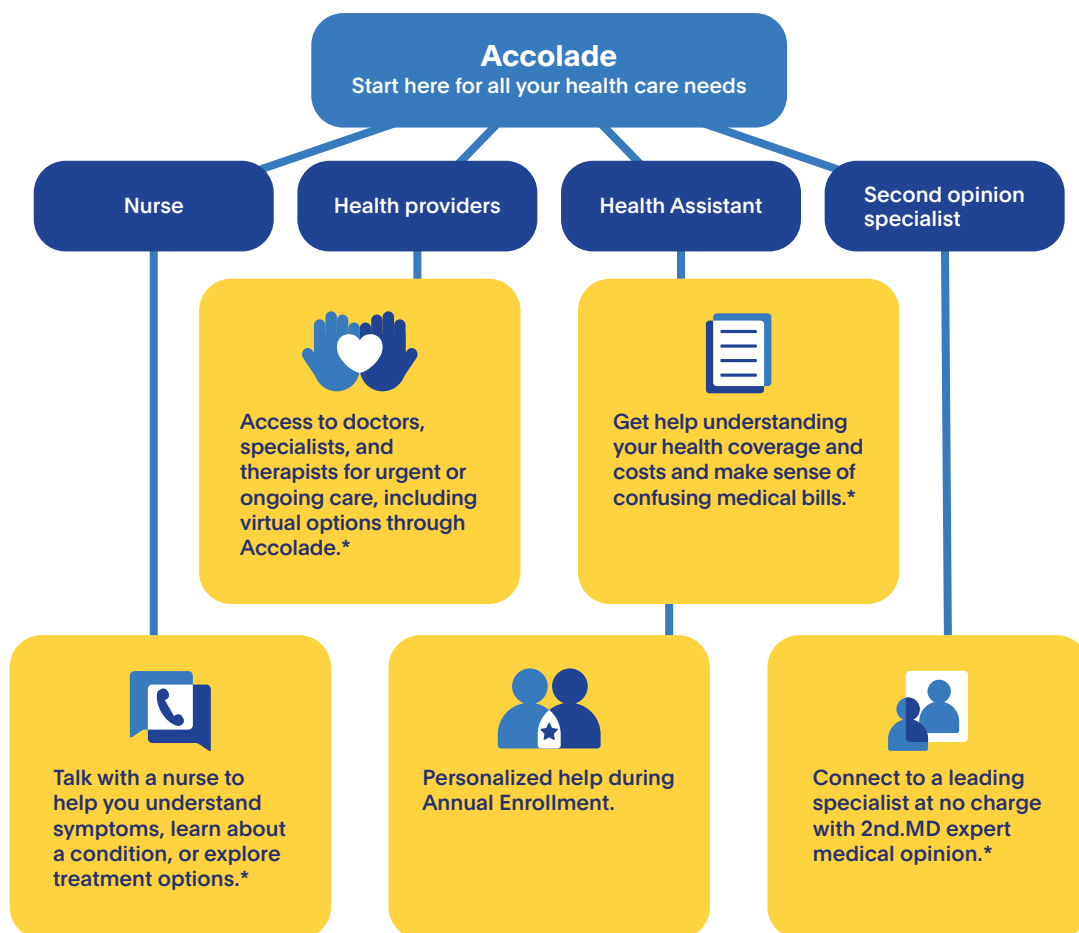 Accolade
Start here for all your health care needs
Nurse
Health providers
Health Assistant
Second opinion
specialist
Access to doctors,
specialists, and
therapists for urgent or
ongoing care, including
virtual options through
Accolade.*
Get help understanding
your health coverage and
costs and make sense of
confusing medical bills.*
Talk with a nurse to
help you understand
symptoms, learn about
a condition, or explore
treatment options.*
Personalized help during
Annual Enrollment.
Connect to a leading
specialist at no charge
with 2nd.MD expert
medical opinion.*